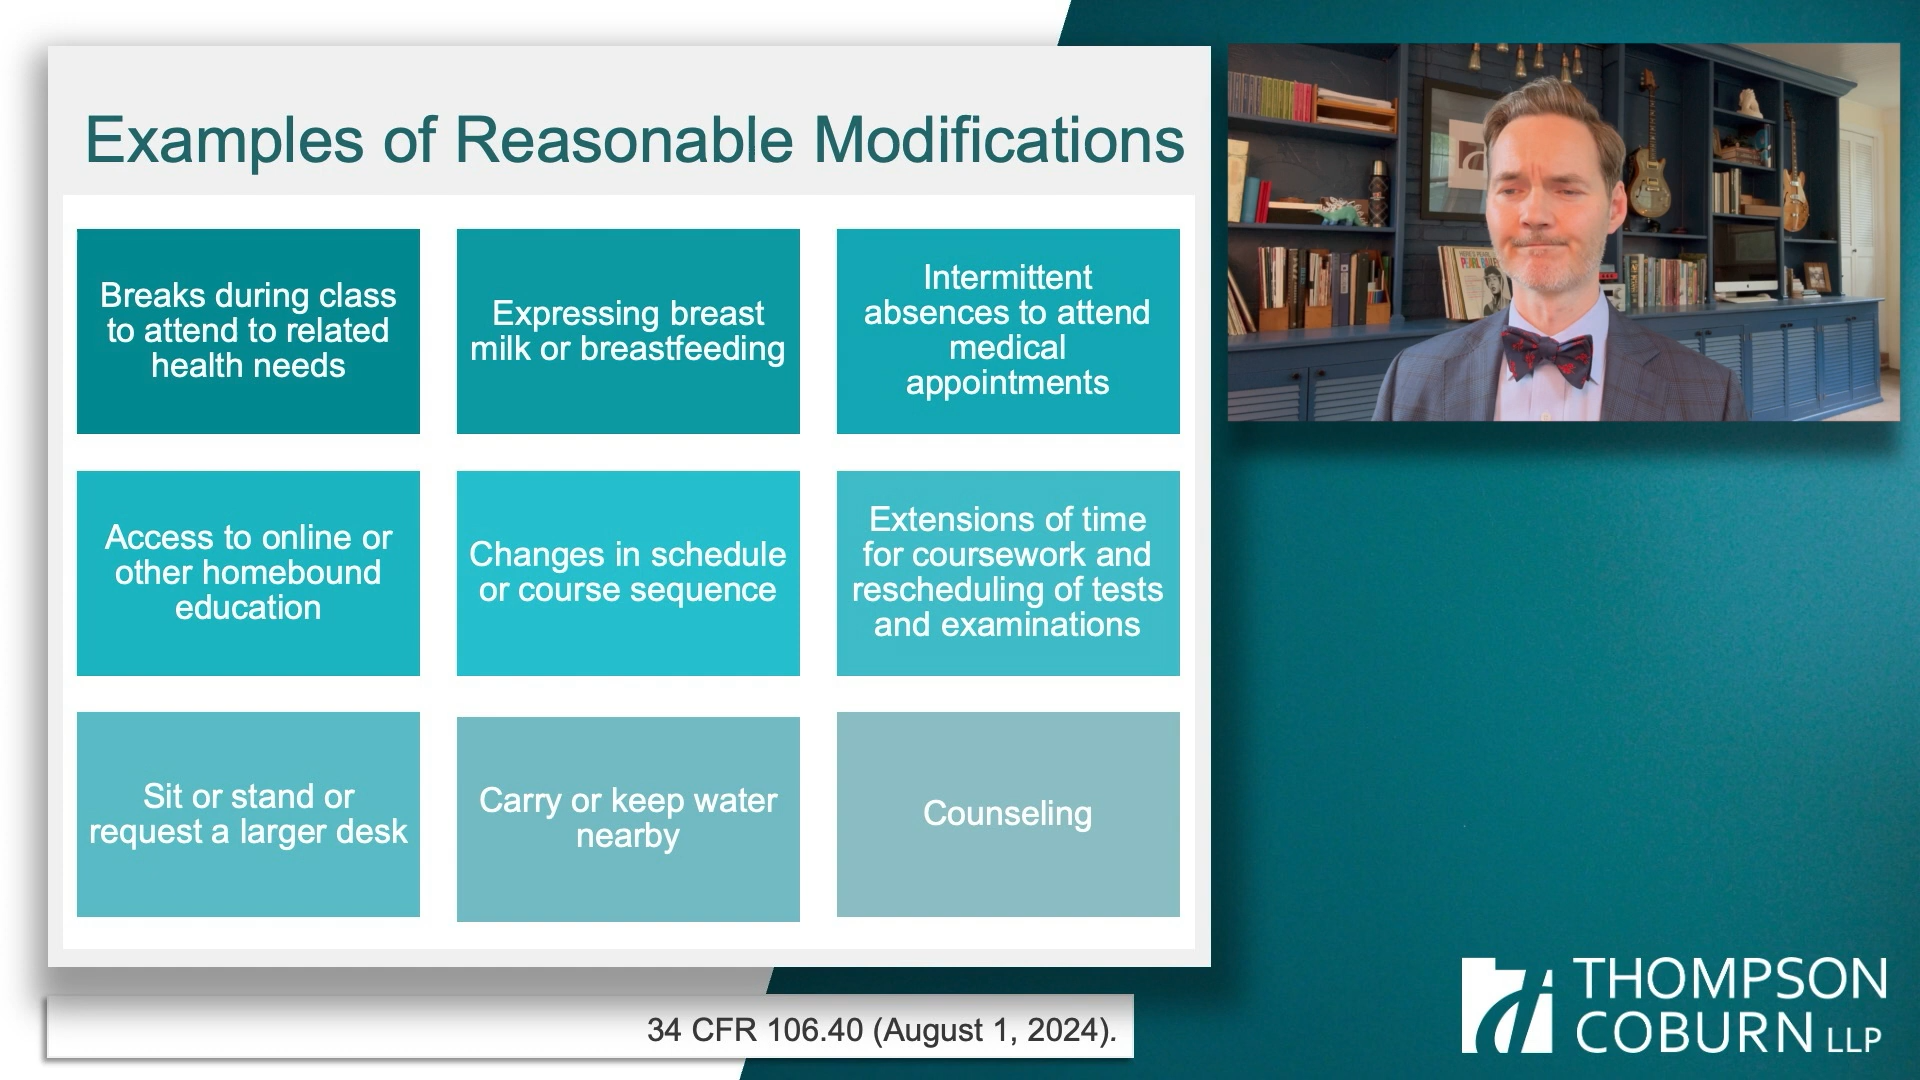 Examples of Reasonable Modifications
Breaks during class
to attend to related
health needs
Expressing breast
milk or breastfeeding
Intermittent
absences to attend
medical
appointments
Access to online or
other homebound
education
Changes in schedule
or course sequence
Extensions of time
for coursework and
rescheduling of tests
and examinations
Sit or stand or
request a larger desk
Carry or keep water
nearby
Counseling
34 CFR 106.40 (August 1, 2024).
THOMPSON
COBURN LLP